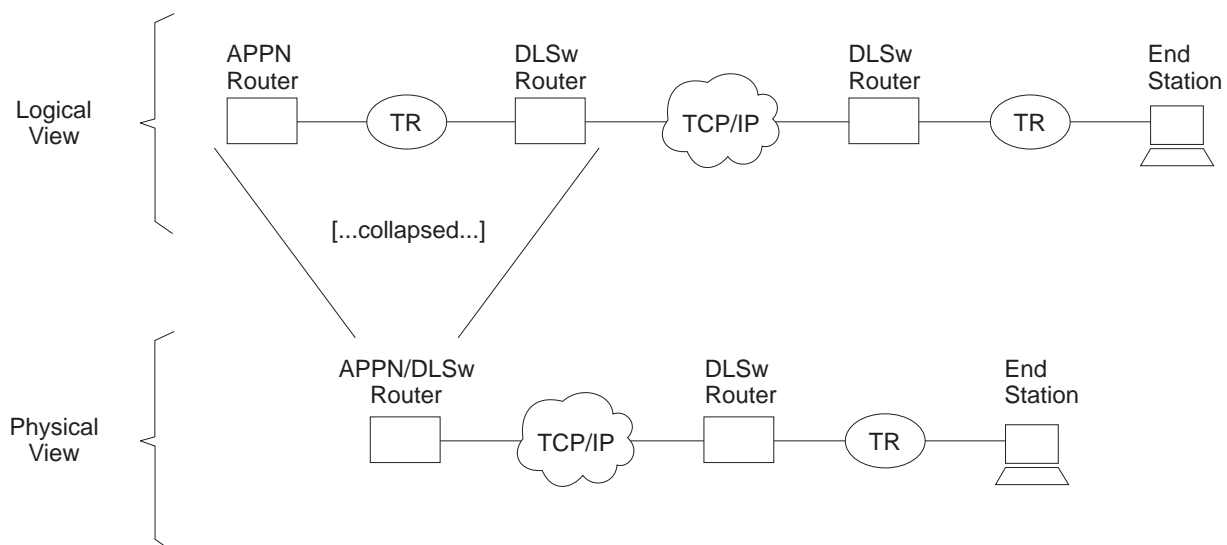 APPN
Router
DLSw
Router
DLSw
Router
End
Station
Logical
View
TR
TCP/IP
TR
[...collapsed...]
APPN/DLSw
Router
DLSw
Router
End
Station
Physical
View
TCP/IP
TR